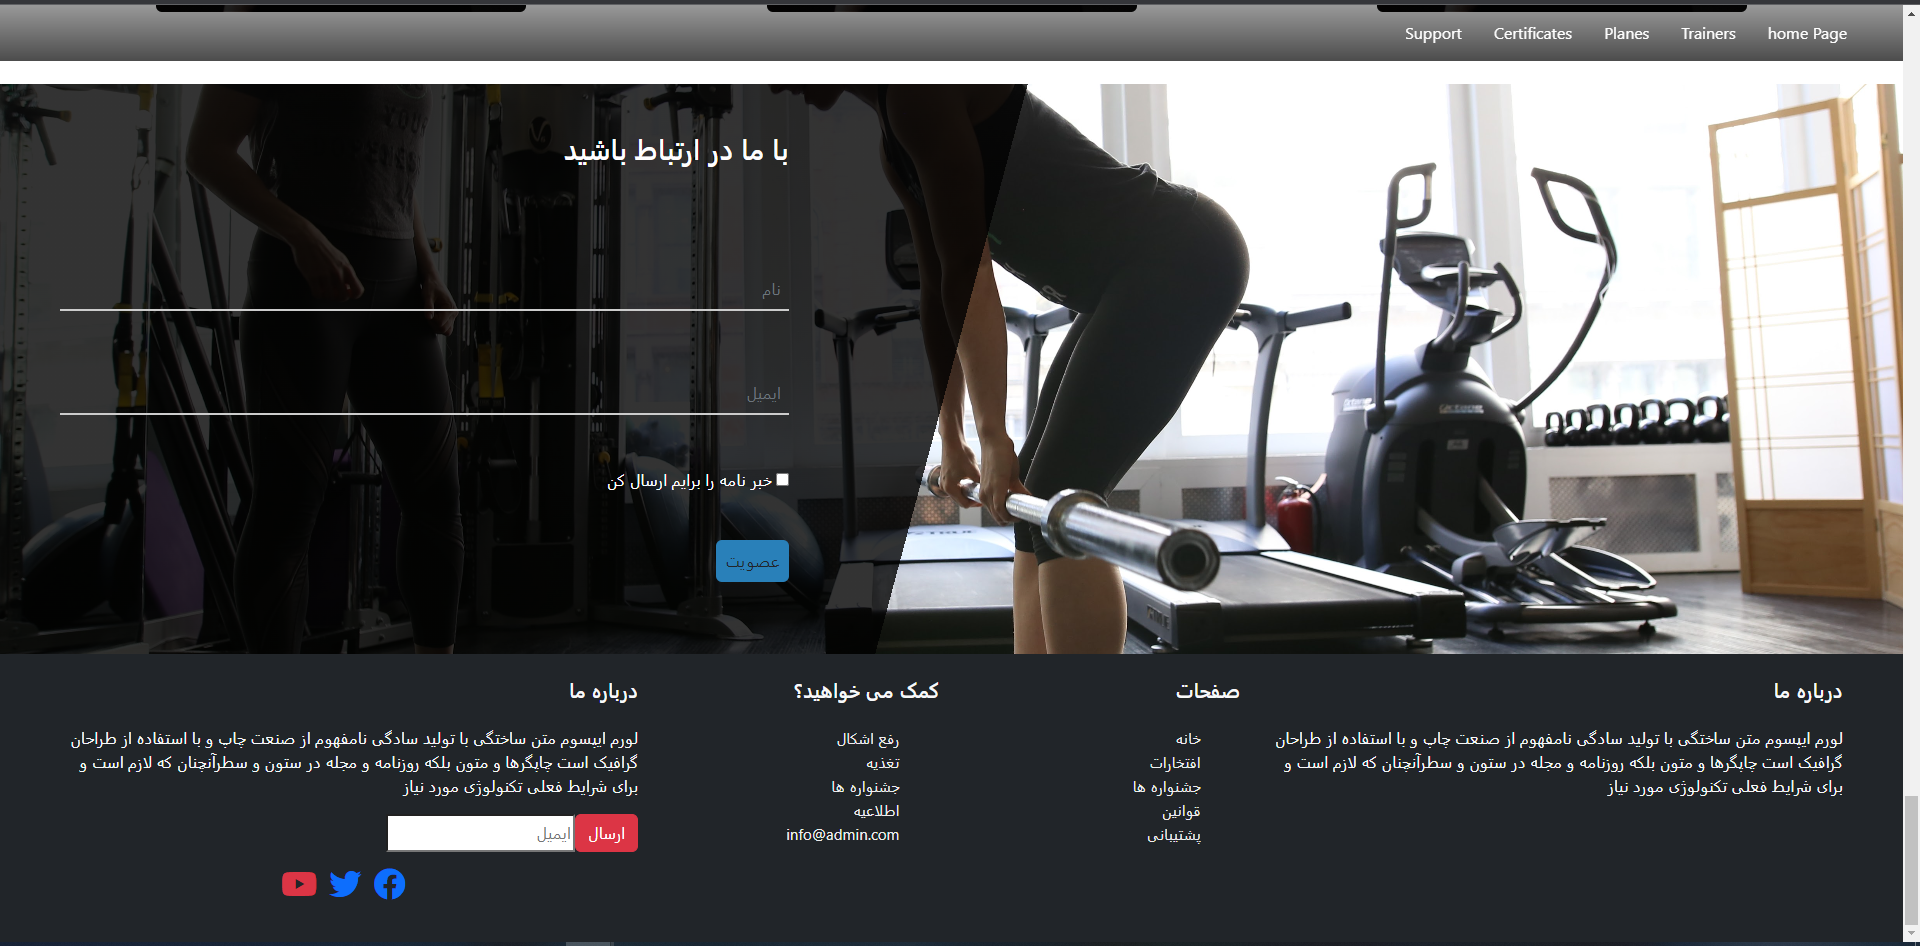 Support Certificates Planes Trainers home Page
با ما در ارتباط باشید
نام
ایمیل
خبر نامه را برایم ارسال کن
عضویت
درباره ما
لورم ایپسوم متن ساختگی با تولید سادگی نامفهوم از صنعت چاپ و با استفاده از طراحان
گرافیک است چاپگرها و متون بلکه روزنامه و مجله در ستون و سطرآنچنان که لازم است و
برای شرایط فعلی تکنولوژی مورد نیاز
صفحات
خانه
افتخارات
جشنواره ها
قوانین
پشتیبانی
کمک می خواهید؟
رفع اشکال
تغذیه
جشنواره ها
اطلاعیه
info@admin.com
درباره ما
لورم ایپسوم متن ساختگی با تولید سادگی نامفهوم از صنعت چاپ و با استفاده از طراحان
گرافیک است چاپگرها و متون بلکه روزنامه و مجله در ستون و سطرآنچنان که لازم است و
برای شرایط فعلی تکنولوژی مورد نیاز
ارسال ایمیل